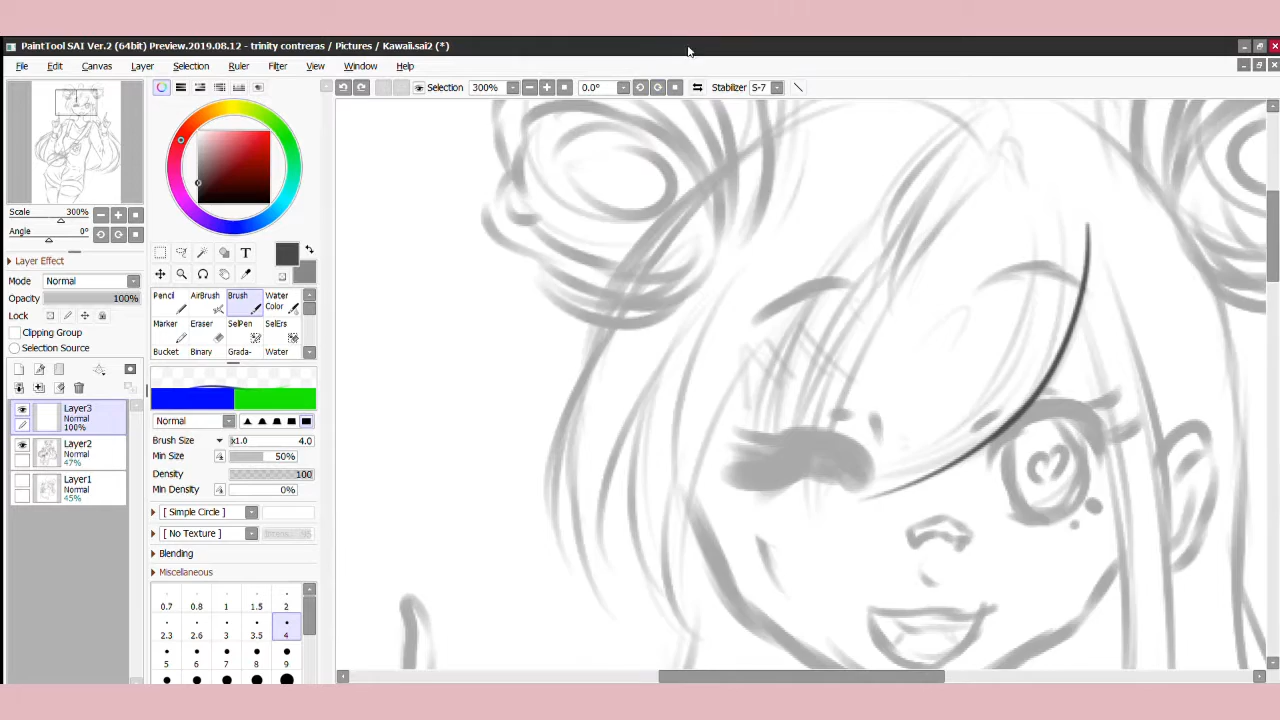 PaintTool SAI Ver.2 (64bit) Preview.2019.08.12 - trinity contreras / Pictures / Kawaii.sai2 (*)
File Edit Canvas Layer Selection Ruler Filter View Window Help
Selection 300% 0.0° Stabilizer S-7
Scale 300%
Angle 0°
Layer Effect
Mode Normal
Opacity 100%
Lock
Clipping Group
Selection Source
Layer3
Normal
100%
Layer2
Normal
47%
Layer1
Normal
45%
T
Pencil AirBrush Brush Water Color
Marker Eraser SelPen SelErs
Bucket Binary Grada- Water
Normal
Brush Size x1.0 4.0
Min Size 50%
Density 100
Min Density 0%
[ Simple Circle ]
[ No Texture ]
Blending
Miscellaneous
0.7 0.8 1 1.5 2
2.3 2.6 3 3.5 4
5 6 7 8 9